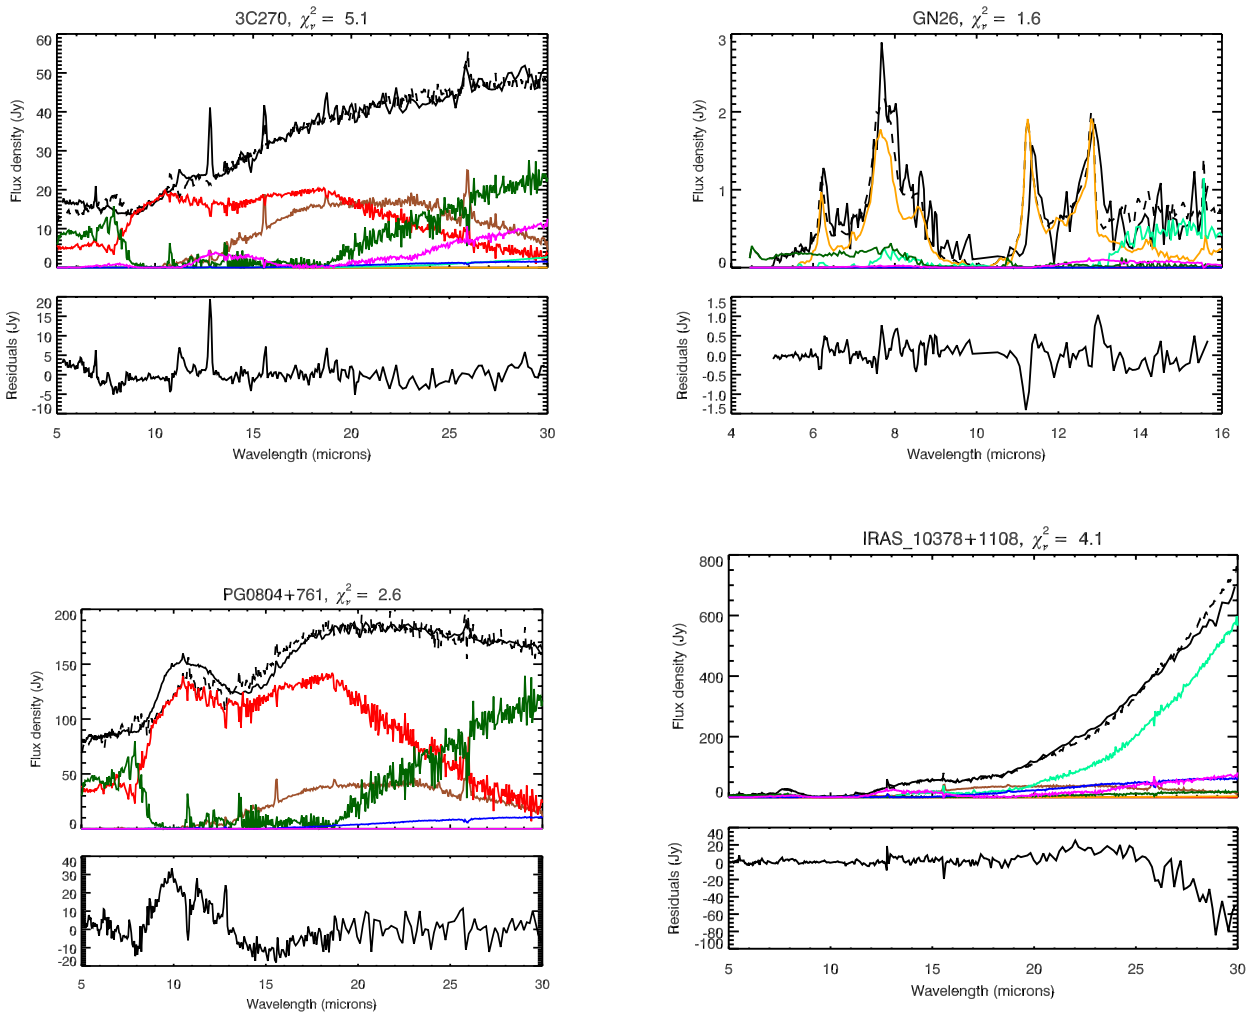 3C270, χν² = 5.1
60
50
40
30
20
10
0
Flux density (Jy)
20
15
10
5
0
-5
-10
Residuals (Jy)
5 10 15 20 25 30
Wavelength (microns)
GN26, χν² = 1.6
3
2
1
0
Flux density (Jy)
1.5
1.0
0.5
0.0
-0.5
-1.0
-1.5
Residuals (Jy)
4 6 8 10 12 14 16
Wavelength (microns)
PG0804+761, χν² = 2.6
200
150
100
50
0
Flux density (Jy)
40
30
20
10
0
-10
-20
Residuals (Jy)
5 10 15 20 25 30
Wavelength (microns)
IRAS_10378+1108, χν² = 4.1
800
600
400
200
0
Flux density (Jy)
40
20
0
-20
-40
-60
-80
-100
Residuals (Jy)
5 10 15 20 25 30
Wavelength (microns)